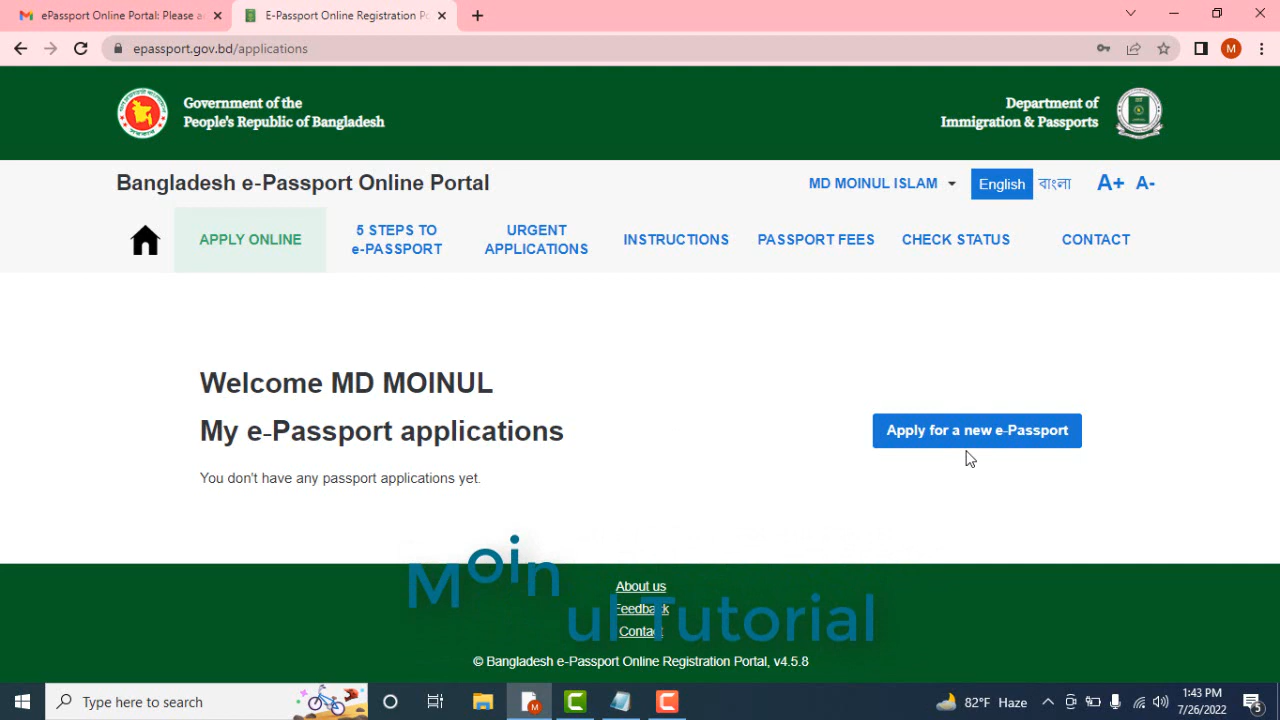 ePassport Online Portal: Please a
E-Passport Online Registration Po
epassport.gov.bd/applications
M
Government of the
People's Republic of Bangladesh
Department of
Immigration & Passports
Bangladesh e-Passport Online Portal
MD MOINUL ISLAM
English
বাংলা
A+
A-
APPLY ONLINE
5 STEPS TO
e-PASSPORT
URGENT
APPLICATIONS
INSTRUCTIONS
PASSPORT FEES
CHECK STATUS
CONTACT
Welcome MD MOINUL
My e-Passport applications
Apply for a new e-Passport
You don't have any passport applications yet.
About us
Feedback
Contact
Moinul Tutorial
© Bangladesh e-Passport Online Registration Portal, v4.5.8
Type here to search
82°F Haze
1:43 PM
7/26/2022
5